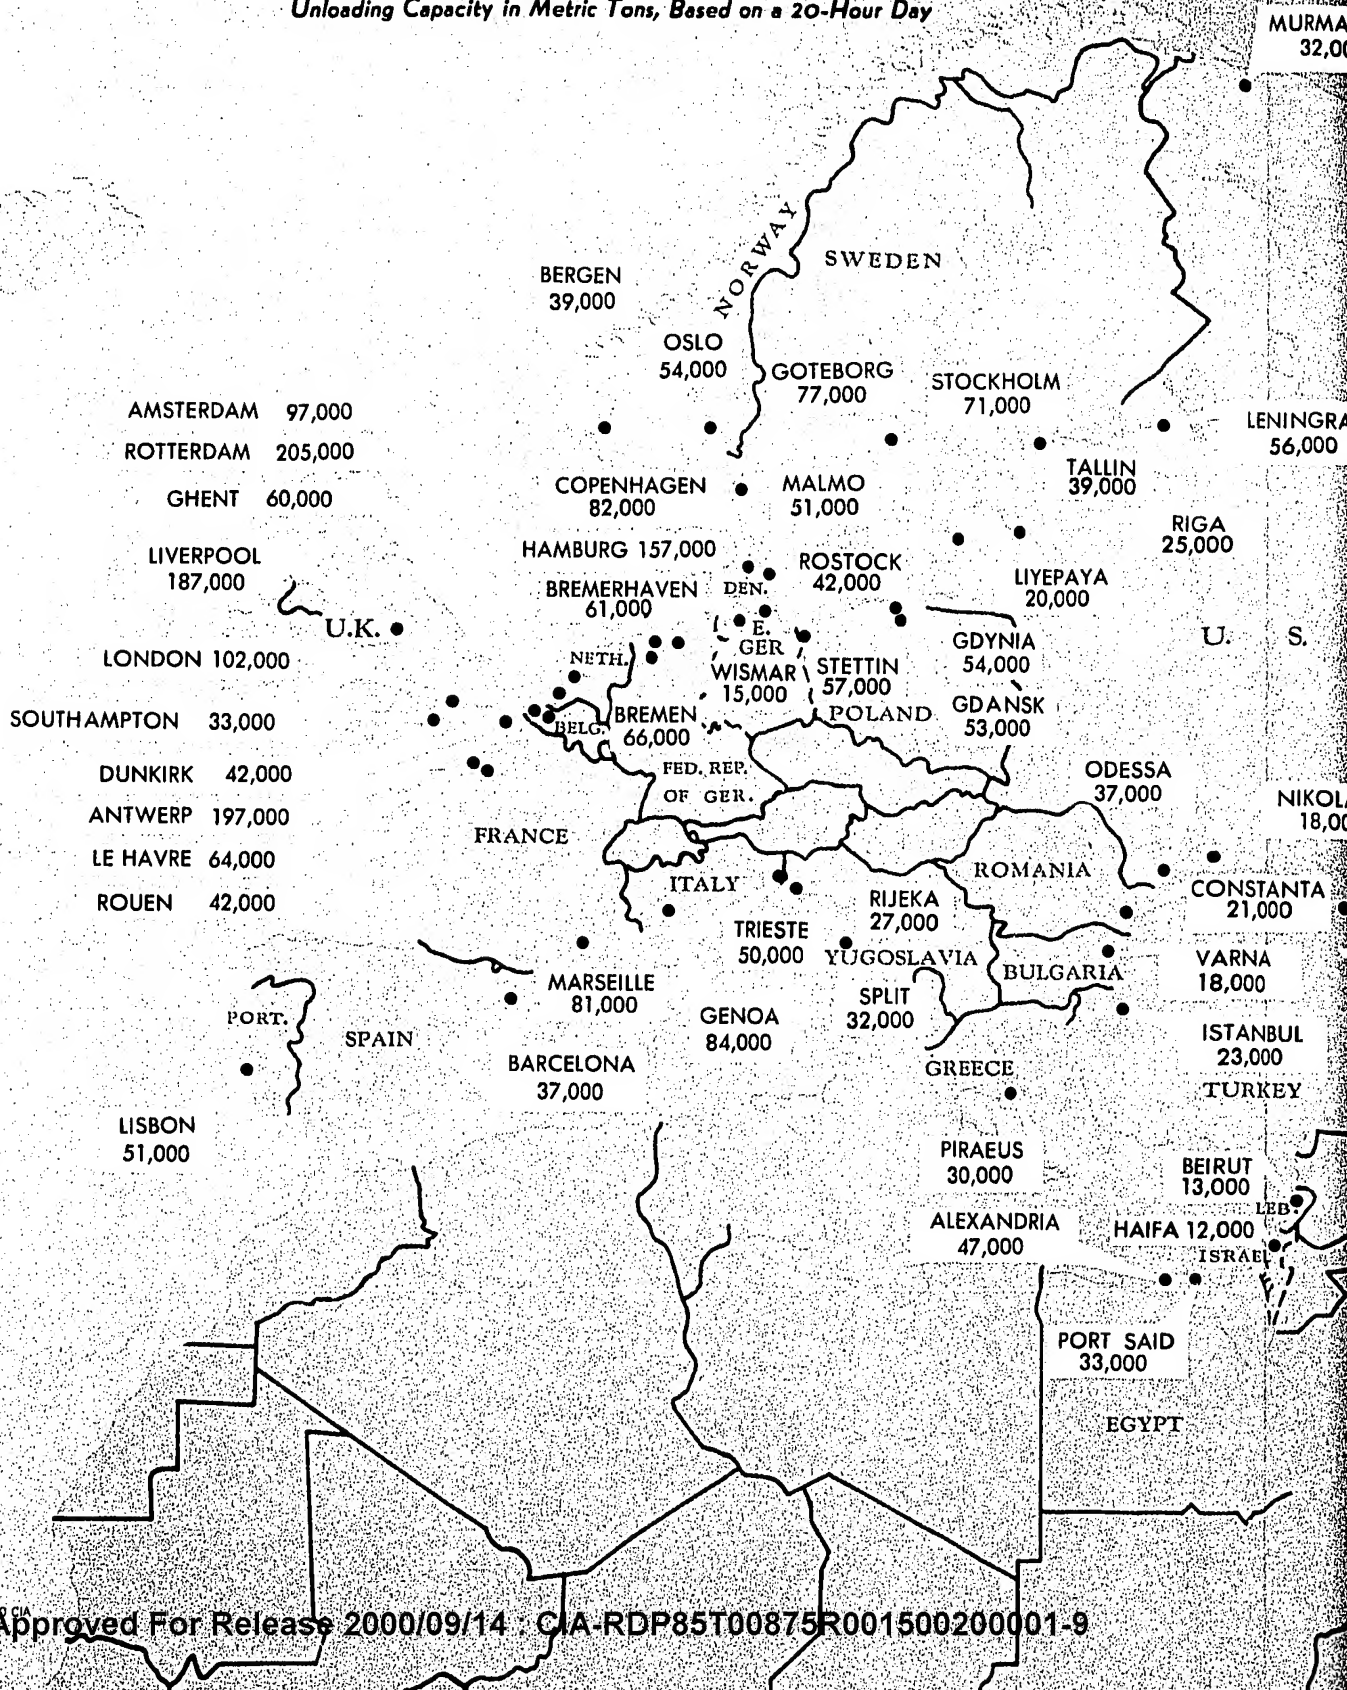 Unloading Capacity in Metric Tons, Based on a 20-Hour Day
MURMA
32,00
NORWAY
SWEDEN
BERGEN
39,000
OSLO
54,000
GOTEBORG
77,000
STOCKHOLM
71,000
AMSTERDAM 97,000
ROTTERDAM 205,000
GHENT 60,000
LIVERPOOL
187,000
LENINGRA
56,000
TALLIN
39,000
COPENHAGEN
82,000
MALMO
51,000
RIGA
25,000
HAMBURG 157,000
ROSTOCK
42,000
BREMERHAVEN
61,000
DEN.
LIYEPAYA
20,000
U.K.
E.
GER
U. S.
LONDON 102,000
NETH.
WISMAR
15,000
STETTIN
57,000
GDYNIA
54,000
SOUTHAMPTON 33,000
BELG.
BREMEN
66,000
POLAND
GDANSK
53,000
DUNKIRK 42,000
FED. REP.
OF GER.
ODESSA
37,000
ANTWERP 197,000
NIKOLA
18,00
LE HAVRE 64,000
FRANCE
ROUEN 42,000
ITALY
ROMANIA
RIJEKA
27,000
CONSTANTA
21,000
TRIESTE
50,000
YUGOSLAVIA
BULGARIA
VARNA
18,000
MARSEILLE
81,000
SPLIT
32,000
PORT.
SPAIN
GENOA
84,000
ISTANBUL
23,000
BARCELONA
37,000
GREECE
TURKEY
LISBON
51,000
PIRAEUS
30,000
BEIRUT
13,000
LEB.
ALEXANDRIA
47,000
HAIFA 12,000
ISRAEL
PORT SAID
33,000
EGYPT
CIA
Approved For Release 2000/09/14 : CIA-RDP85T00875R001500200001-9